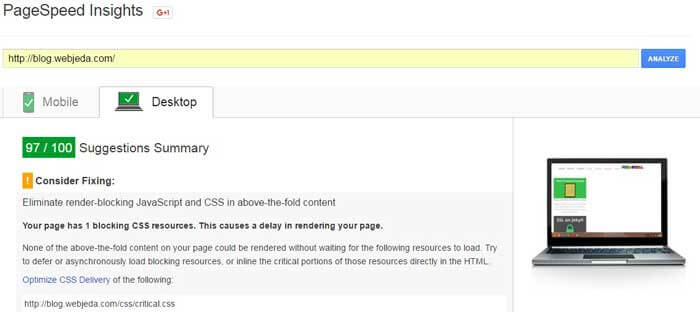 PageSpeed Insights
G+1
http://blog.webjeda.com/
ANALYZE
Mobile
Desktop
97 / 100 Suggestions Summary
! Consider Fixing:
Eliminate render-blocking JavaScript and CSS in above-the-fold content
Your page has 1 blocking CSS resources. This causes a delay in rendering your page.
None of the above-the-fold content on your page could be rendered without waiting for the following resources to load. Try
to defer or asynchronously load blocking resources, or inline the critical portions of those resources directly in the HTML.
Optimize CSS Delivery of the following:
http://blog.webjeda.com/css/critical.css